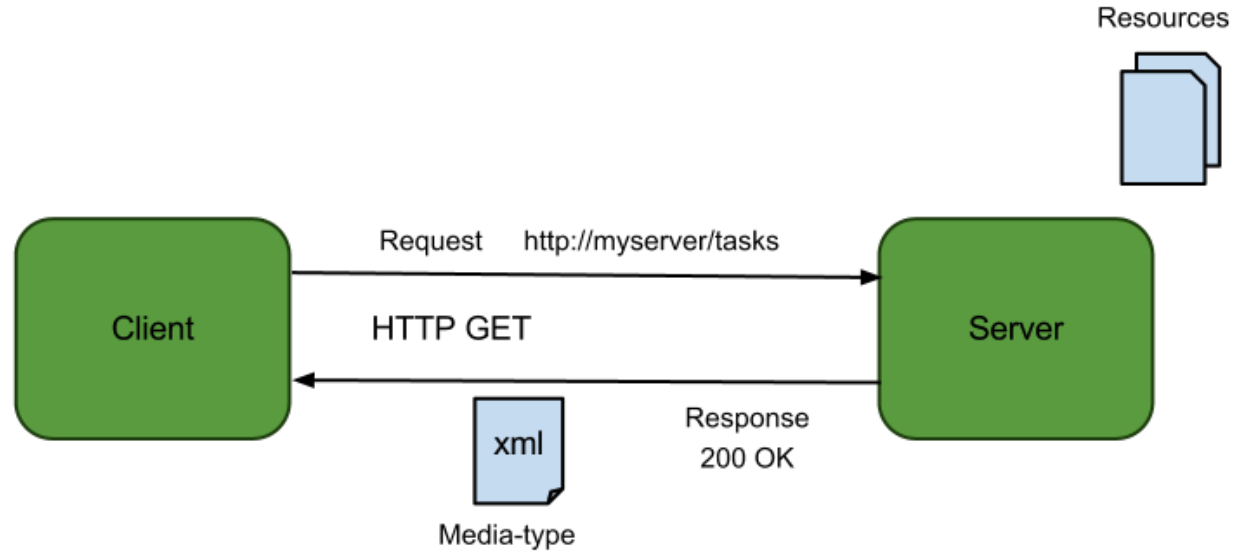 Resources
Request http://myserver/tasks
Client
HTTP GET
Server
Response
200 OK
xml
Media-type